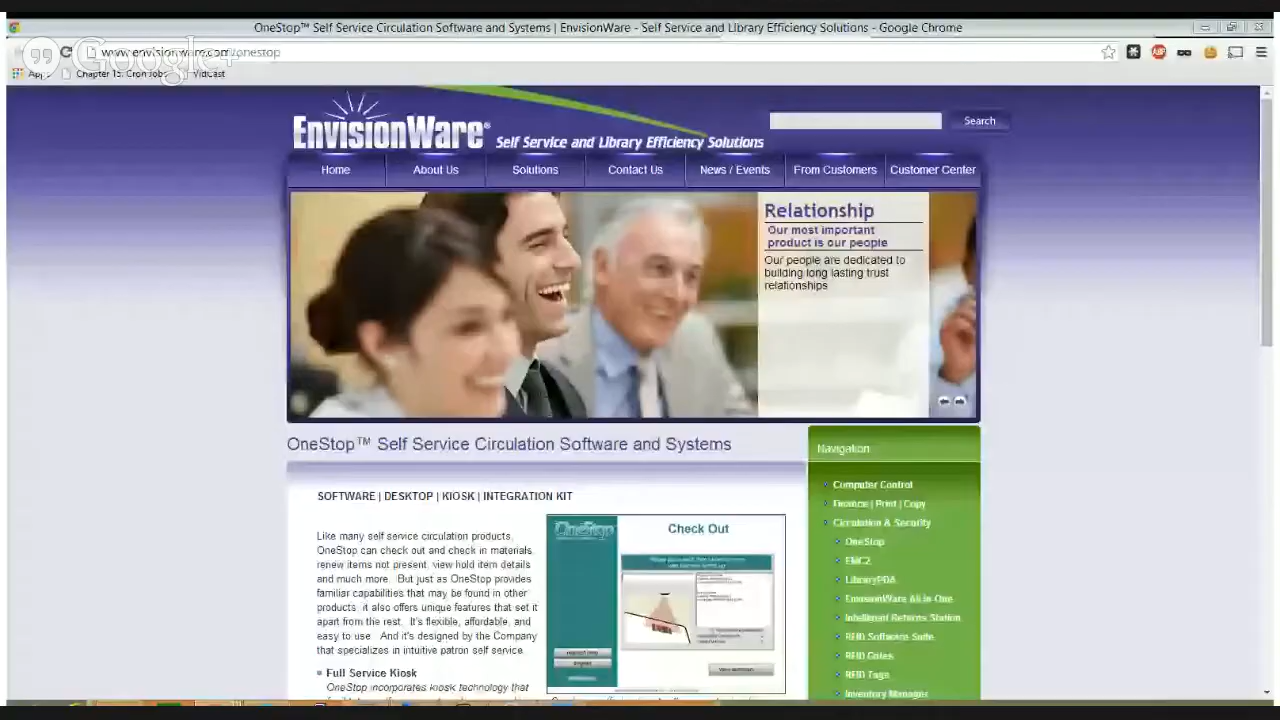 OneStop™ Self Service Circulation Software and Systems | EnvisionWare - Self Service and Library Efficiency Solutions - Google Chrome
Google+
www.envisionware.com/onestop
Chapter 15. Cron Jobs
VidCast
EnvisionWare® Self Service and Library Efficiency Solutions
Search
Home
About Us
Solutions
Contact Us
News / Events
From Customers
Customer Center
Relationship
Our most important
product is our people
Our people are dedicated to
building long lasting trust
relationships
OneStop™ Self Service Circulation Software and Systems
SOFTWARE | DESKTOP | KIOSK | INTEGRATION KIT
Like many self service circulation products,
OneStop can check out and check in materials
renew items not present, view hold item details
and much more. But just as OneStop provides
familiar capabilities that may be found in other
products, it also offers unique features that set it
apart from the rest. It's flexible, affordable, and
easy to use. And it's designed by the Company
that specializes in intuitive patron self service.
Full Service Kiosk
OneStop incorporates kiosk technology that
OneStop
Check Out
Navigation
Computer Control
Finance | Print | Copy
Circulation & Security
OneStop
EMC2
LibraryPDA
EnvisionWare All-in-One
Intelligent Returns Station
RFID Software Suite
RFID Gates
RFID Tags
Inventory Manager